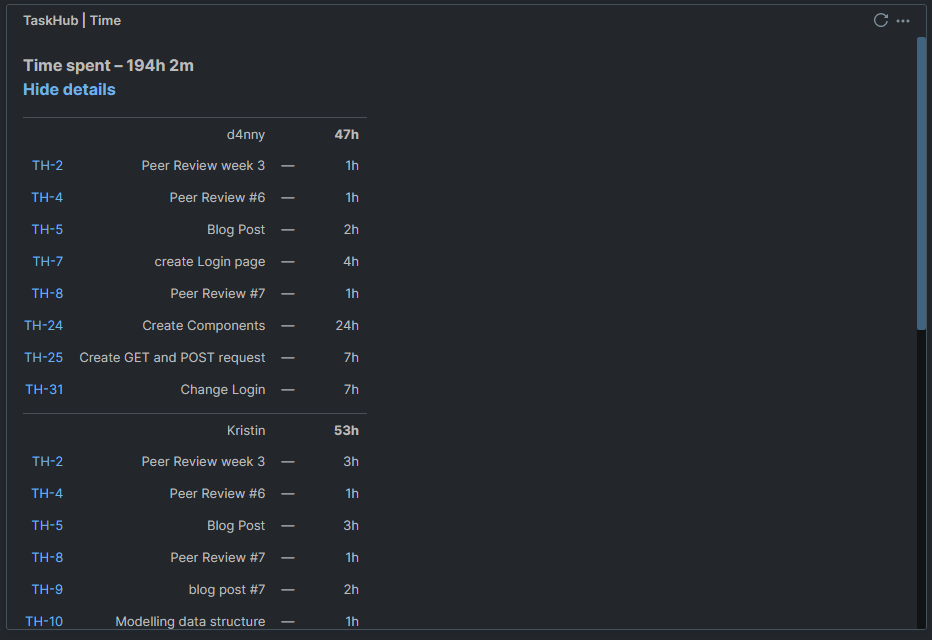 TaskHub | Time
Time spent – 194h 2m
Hide details
d4nny 47h
TH-2 Peer Review week 3 — 1h
TH-4 Peer Review #6 — 1h
TH-5 Blog Post — 2h
TH-7 create Login page — 4h
TH-8 Peer Review #7 — 1h
TH-24 Create Components — 24h
TH-25 Create GET and POST request — 7h
TH-31 Change Login — 7h
Kristin 53h
TH-2 Peer Review week 3 — 3h
TH-4 Peer Review #6 — 1h
TH-5 Blog Post — 3h
TH-8 Peer Review #7 — 1h
TH-9 blog post #7 — 2h
TH-10 Modelling data structure — 1h